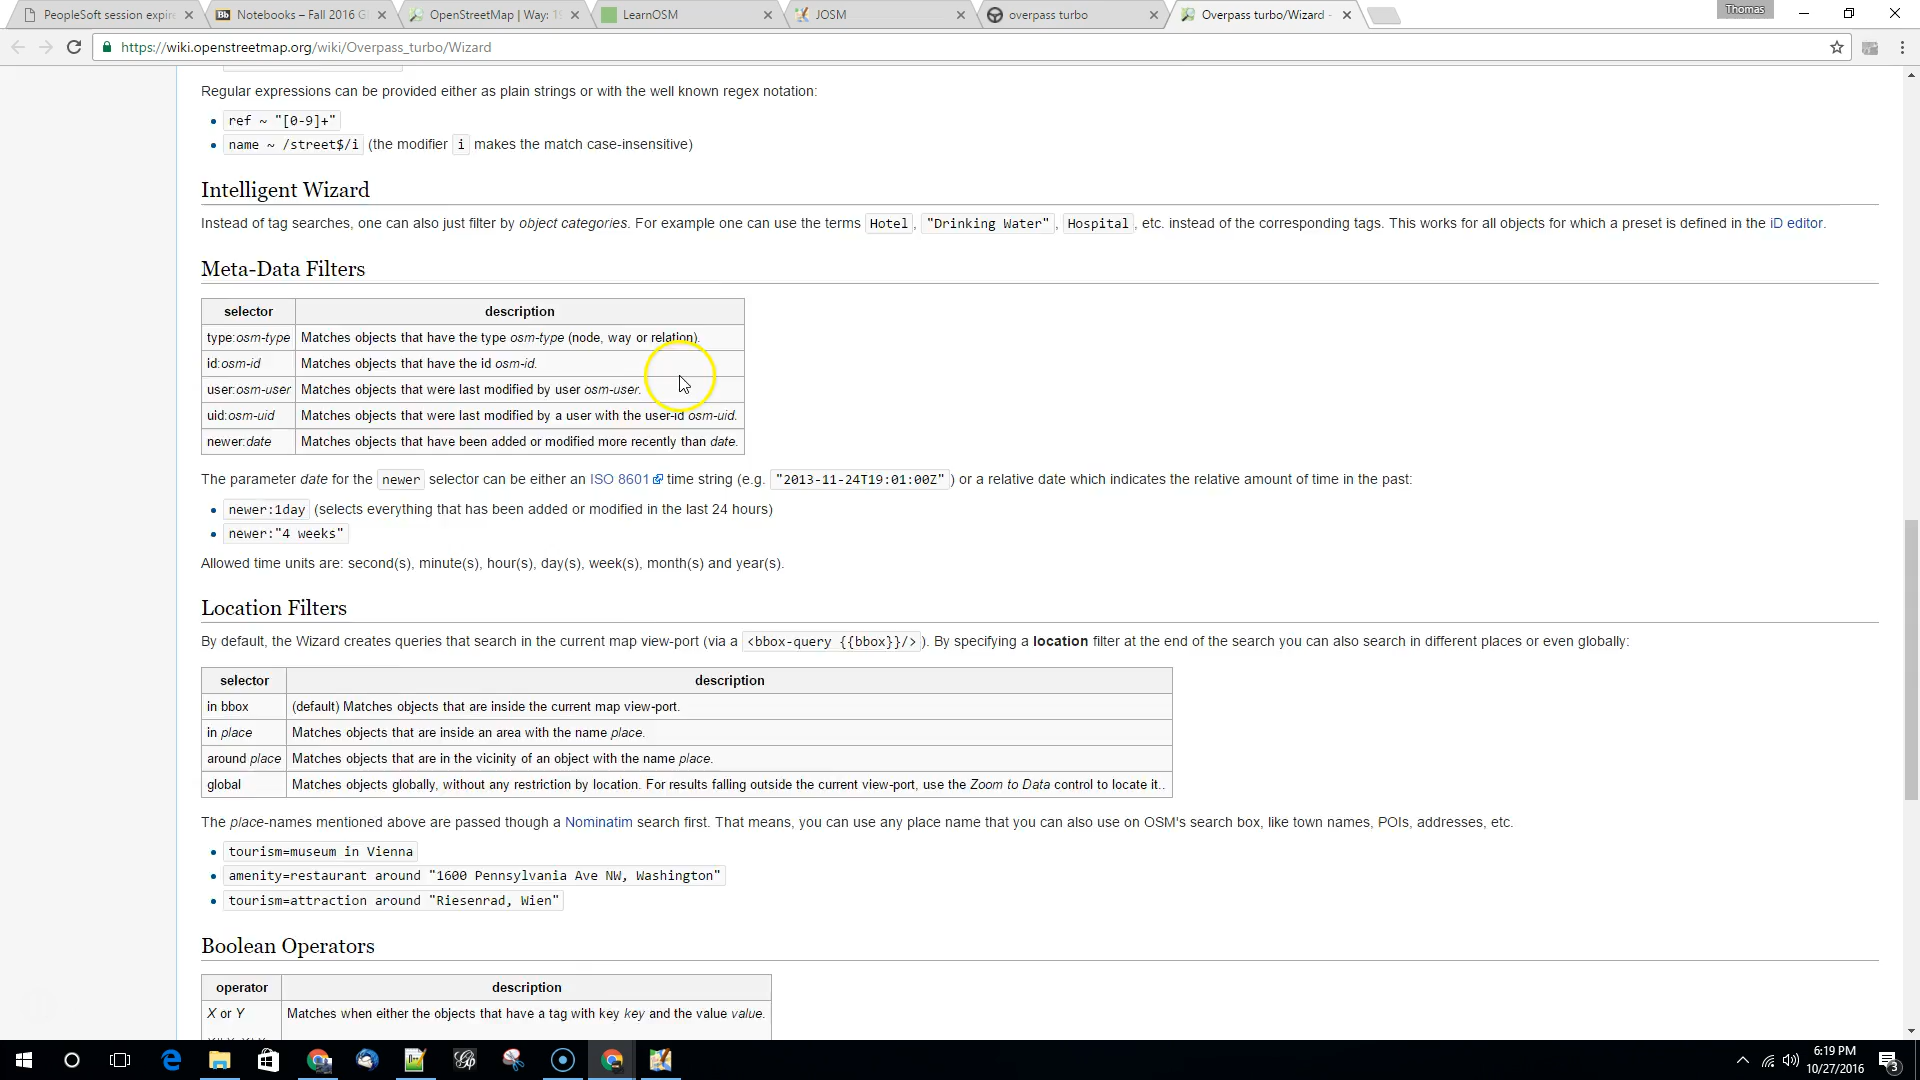 PeopleSoft session expire
Notebooks – Fall 2016 G
OpenStreetMap | Way: 1
LearnOSM
JOSM
overpass turbo
Overpass turbo/Wizard -
Thomas
https://wiki.openstreetmap.org/wiki/Overpass_turbo/Wizard
Regular expressions can be provided either as plain strings or with the well known regex notation:
ref ~ "[0-9]+"
name ~ /street$/i (the modifier i makes the match case-insensitive)
Intelligent Wizard
Instead of tag searches, one can also just filter by object categories. For example one can use the terms Hotel, "Drinking Water", Hospital, etc. instead of the corresponding tags. This works for all objects for which a preset is defined in the iD editor.
Meta-Data Filters
selector description
type:osm-type Matches objects that have the type osm-type (node, way or relation).
id:osm-id Matches objects that have the id osm-id.
user:osm-user Matches objects that were last modified by user osm-user.
uid:osm-uid Matches objects that were last modified by a user with the user-id osm-uid.
newer:date Matches objects that have been added or modified more recently than date.
The parameter date for the newer selector can be either an ISO 8601 time string (e.g. "2013-11-24T19:01:00Z") or a relative date which indicates the relative amount of time in the past:
newer:1day (selects everything that has been added or modified in the last 24 hours)
newer:"4 weeks"
Allowed time units are: second(s), minute(s), hour(s), day(s), week(s), month(s) and year(s).
Location Filters
By default, the Wizard creates queries that search in the current map view-port (via a <bbox-query {{bbox}}/>). By specifying a location filter at the end of the search you can also search in different places or even globally:
selector description
in bbox (default) Matches objects that are inside the current map view-port.
in place Matches objects that are inside an area with the name place.
around place Matches objects that are in the vicinity of an object with the name place.
global Matches objects globally, without any restriction by location. For results falling outside the current view-port, use the Zoom to Data control to locate it..
The place-names mentioned above are passed though a Nominatim search first. That means, you can use any place name that you can also use on OSM's search box, like town names, POIs, addresses, etc.
tourism=museum in Vienna
amenity=restaurant around "1600 Pennsylvania Ave NW, Washington"
tourism=attraction around "Riesenrad, Wien"
Boolean Operators
operator description
X or Y Matches when either the objects that have a tag with key key and the value value.
6:19 PM
10/27/2016
3